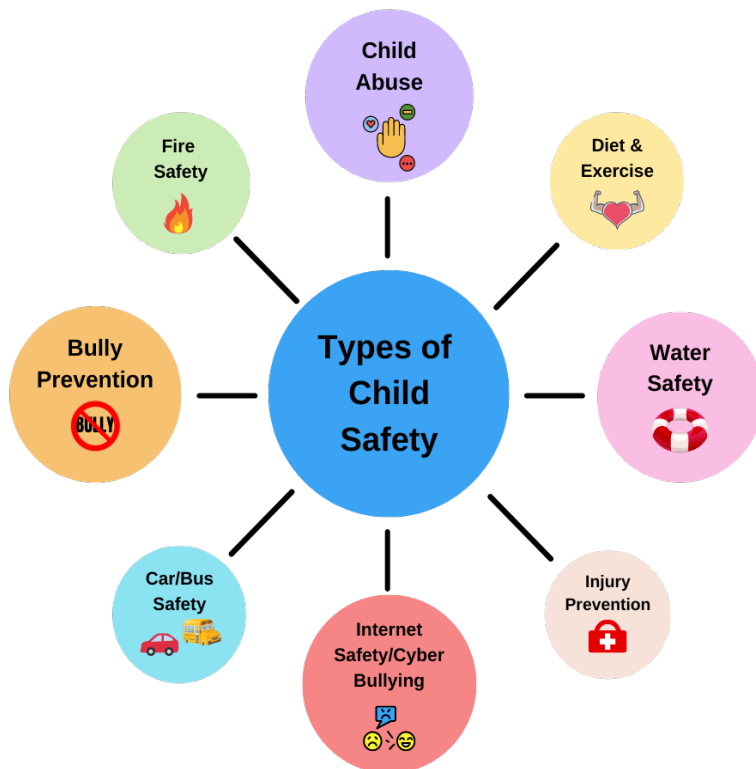 Child
Abuse
Fire
Safety
Diet &
Exercise
Bully
Prevention
BULLY
Types of
Child
Safety
Water
Safety
Car/Bus
Safety
Injury
Prevention
Internet
Safety/Cyber
Bullying